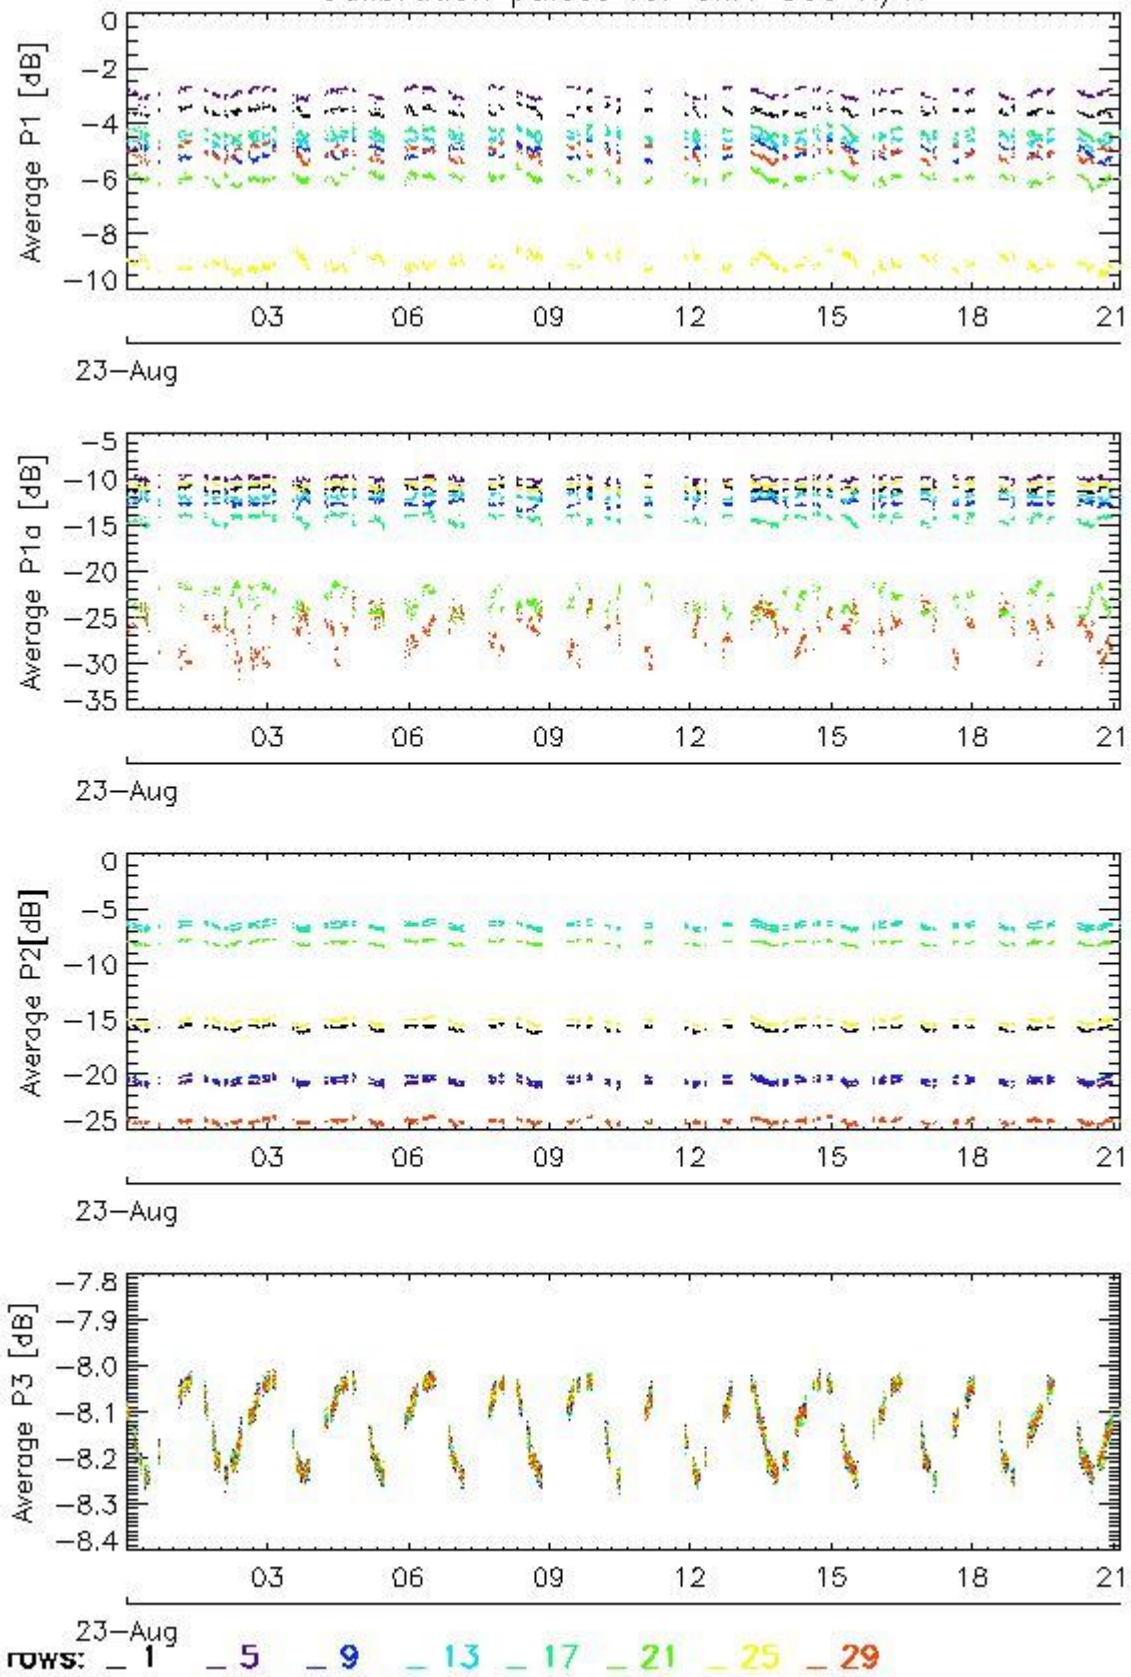 0
Average P1 [dB]
-2
-4
-6
-8
-10
03 06 09 12 15 18 21
23-Aug
-5
Average P1a [dB]
-10
-15
-20
-25
-30
-35
03 06 09 12 15 18 21
23-Aug
0
Average P2[dB]
-5
-10
-15
-20
-25
03 06 09 12 15 18 21
23-Aug
-7.8
Average P3 [dB]
-7.9
-8.0
-8.1
-8.2
-8.3
-8.4
03 06 09 12 15 18 21
23-Aug
rows: _ 1 _ 5 _ 9 _ 13 _ 17 _ 21 _ 25 _ 29